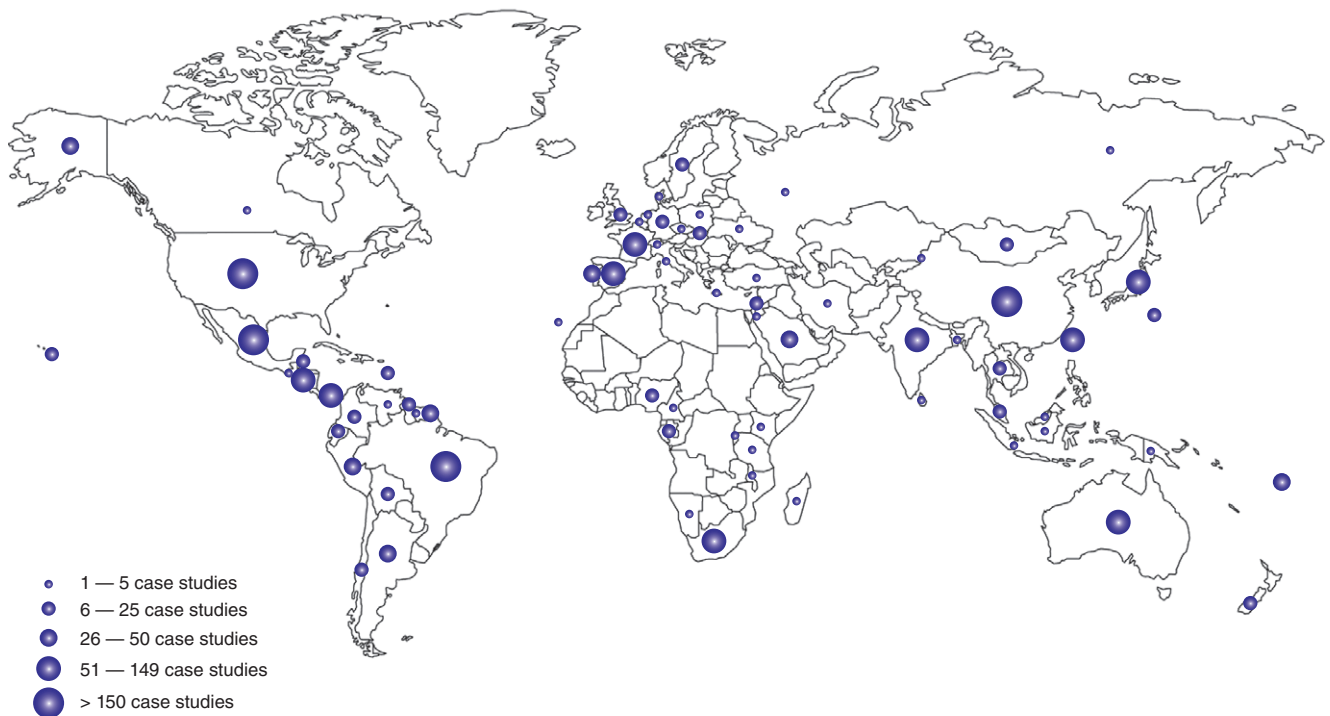 1 — 5 case studies
6 — 25 case studies
26 — 50 case studies
51 — 149 case studies
> 150 case studies